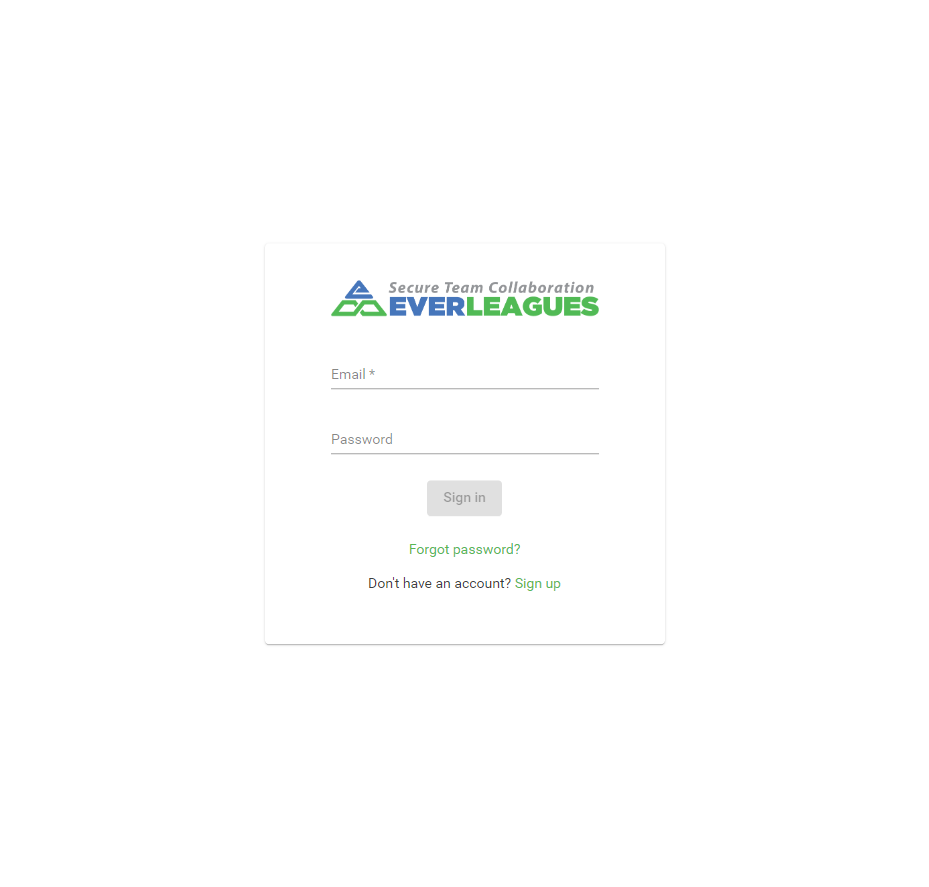 Secure Team Collaboration
EVERLEAGUES
Email *
Password
Sign in
Forgot password?
Don't have an account? Sign up